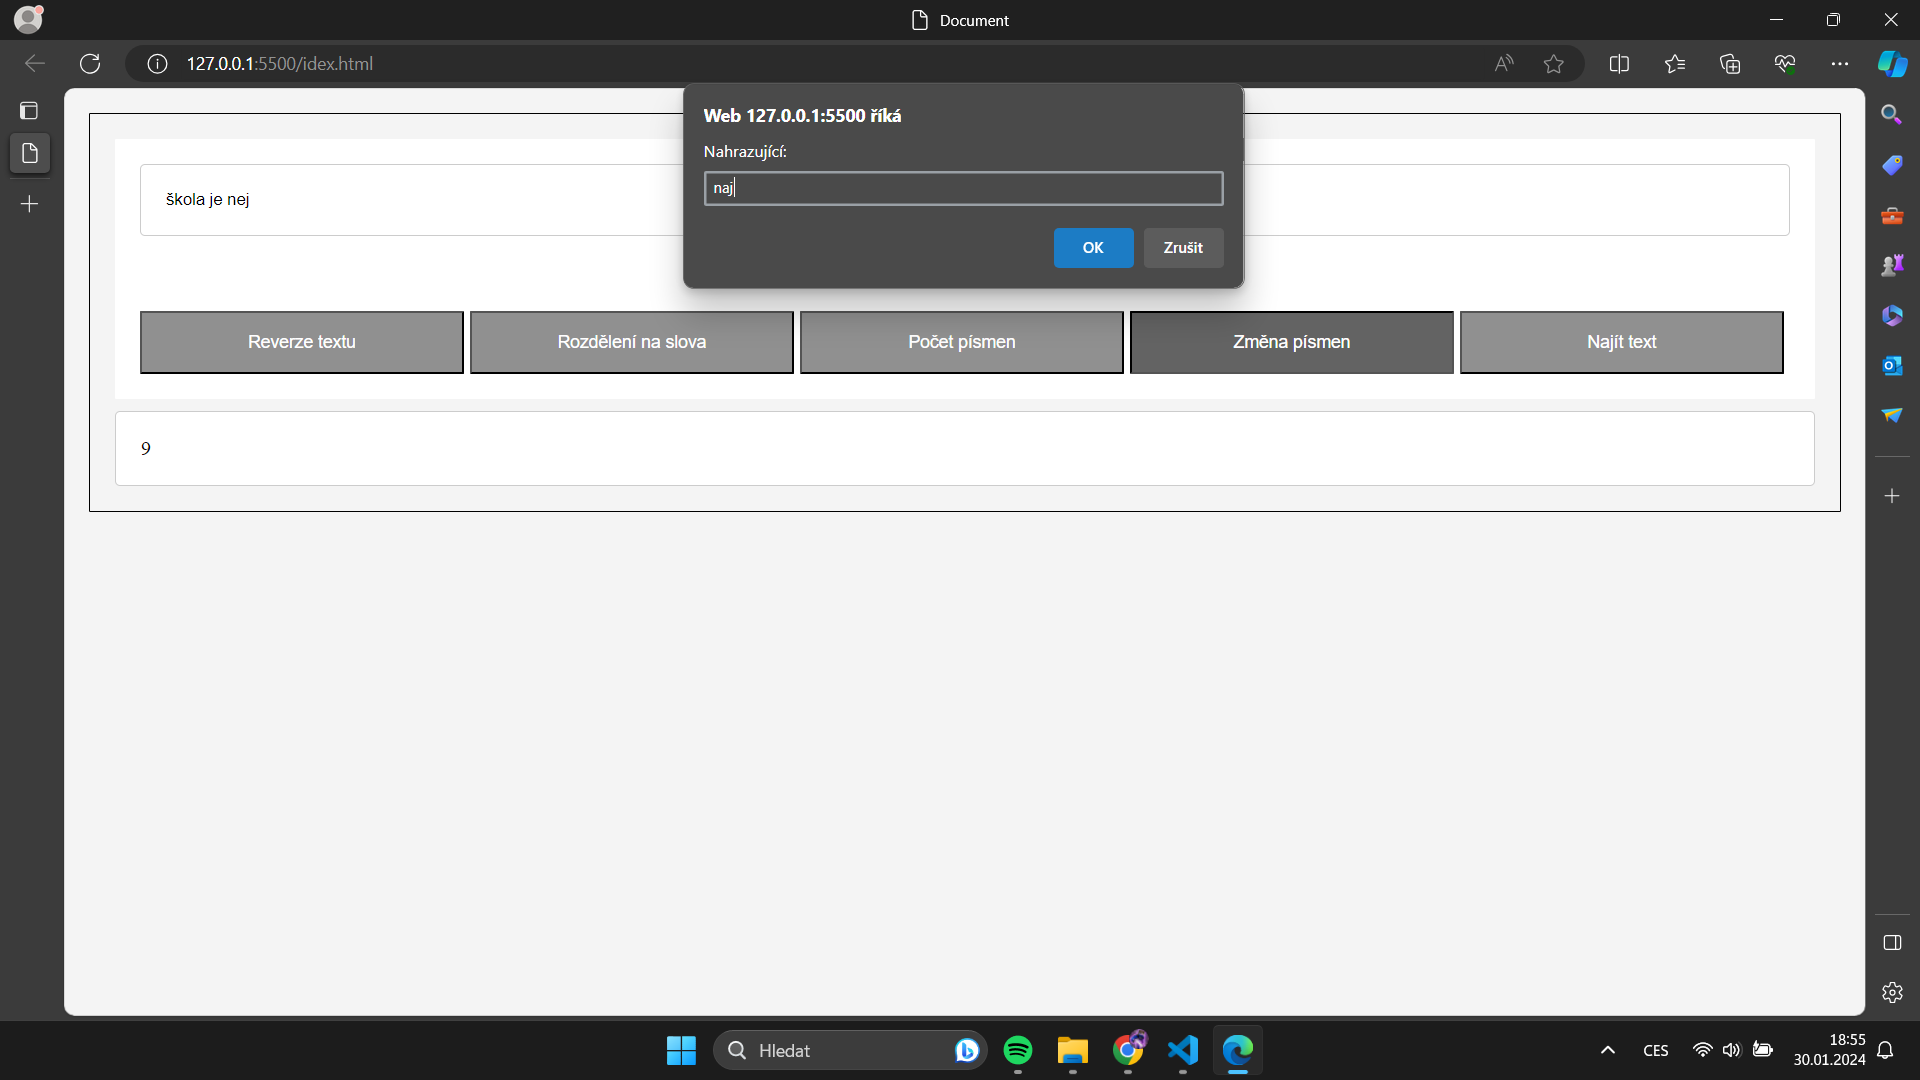 Document
127.0.0.1:5500/idex.html
Web 127.0.0.1:5500 říká
Nahrazující:
naj
OK
Zrušit
škola je nej
Reverze textu
Rozdělení na slova
Počet písmen
Změna písmen
Najít text
9
Hledat
CES
18:55
30.01.2024